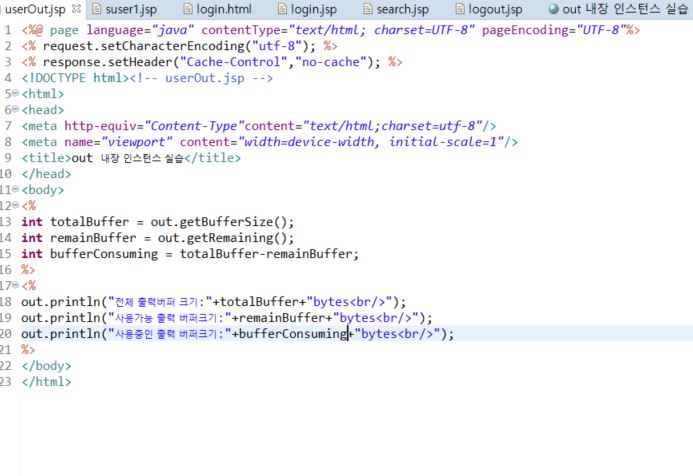 userOut.jsp suser1.jsp login.html login.jsp search.jsp logout.jsp out 내장 인스턴스 실습
1 <%@ page language="java" contentType="text/html; charset=UTF-8" pageEncoding="UTF-8"%>
2 <% request.setCharacterEncoding("utf-8"); %>
3 <% response.setHeader("Cache-Control","no-cache"); %>
4 <!DOCTYPE html><!-- userOut.jsp -->
5 <html>
6 <head>
7 <meta http-equiv="Content-Type"content="text/html;charset=utf-8"/>
8 <meta name="viewport" content="width=device-width, initial-scale=1"/>
9 <title>out 내장 인스턴스 실습</title>
10 </head>
11 <body>
12 <%
13 int totalBuffer = out.getBufferSize();
14 int remainBuffer = out.getRemaining();
15 int bufferConsuming = totalBuffer-remainBuffer;
16 %>
17 <%
18 out.println("전체 출력버퍼 크기:"+totalBuffer+"bytes<br/>");
19 out.println("사용가능 출력 버퍼크기:"+remainBuffer+"bytes<br/>");
20 out.println("사용중인 출력 버퍼크기:"+bufferConsuming+"bytes<br/>");
21 %>
22 </body>
23 </html>